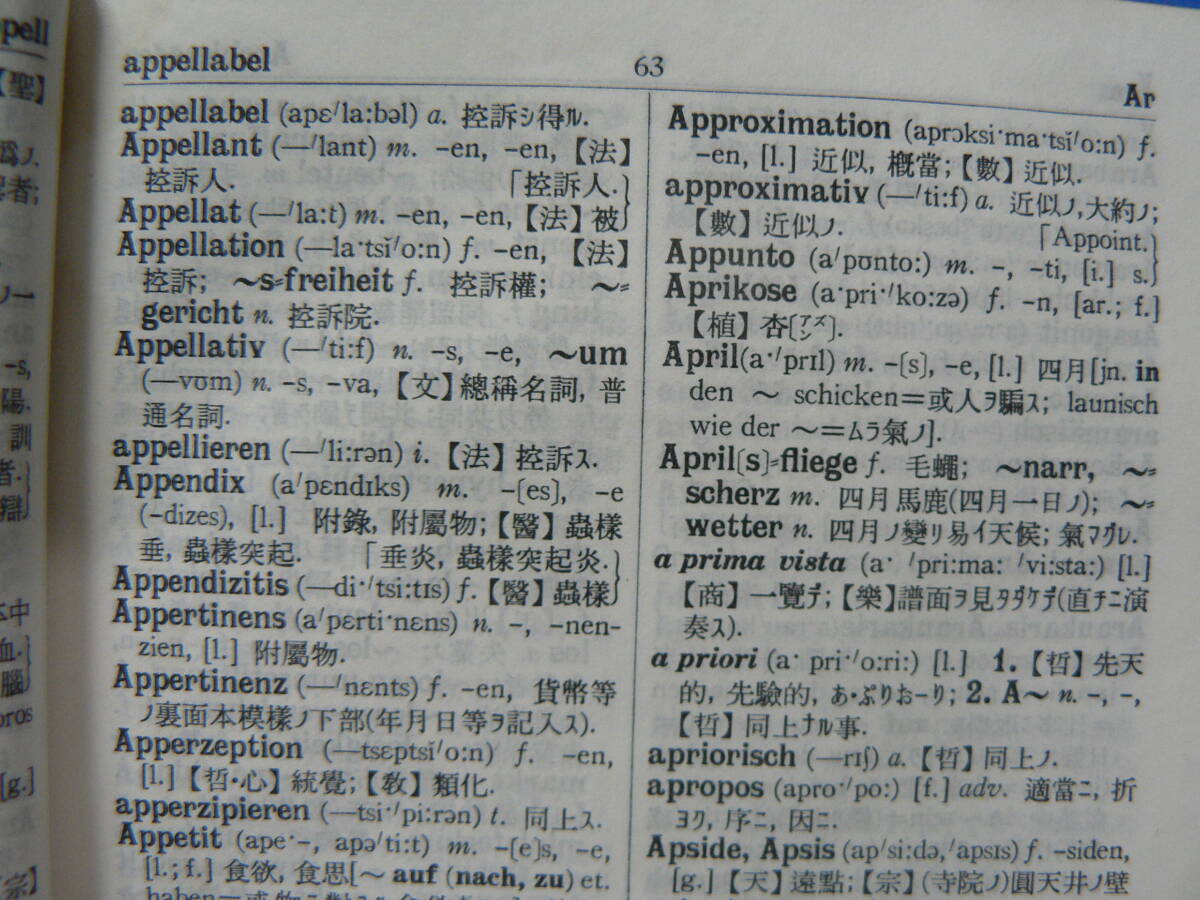 appellabel
63
Ar
appellabel (apɛ'la:bəl) a. 控訴シ得ル.
Appellant (—'lant) m. -en, -en, 【法】
控訴人. 「控訴人.
Appellat (—'la:t) m. -en, -en,【法】被
Appellation (—la·tsi̯'o:n) f. -en, 【法】
控訴; ～s=freiheit f. 控訴權; ～=
gericht n. 控訴院.
Appellativ (—'ti:f) n. -s, -e, ～um
(—vʊm) n. -s, -va, 【文】總稱名詞, 普
通名詞.
appellieren (—'li:rən) i. 【法】控訴ス.
Appendix (a'pɛndɪks) m. -[es], -e
(-dizes), [l.] 附錄, 附屬物;【醫】蟲樣
垂, 蟲樣突起. 「垂炎, 蟲樣突起炎.
Appendizitis (—di·'tsi:tɪs) f.【醫】蟲樣
Appertinens (a'pɛrti·nɛns) n. -, -nen-
zien, [l.] 附屬物.
Appertinenz (—'nɛnts) f. -en, 貨幣等
ノ裏面本模樣ノ下部(年月日等ヲ記入ス).
Apperzeption (—tsɛptsi̯'o:n) f. -en,
[l.]【哲·心】統覺;【敎】類化.
apperzipieren (—tsi·'pi:rən) t. 同上ス.
Appetit (ape·-, apə'ti:t) m. -[e]s, -e,
[l.; f.] 食欲, 食思[～ auf (nach, zu) et.
Approximation (aprɔksi·ma·tsi̯'o:n) f.
-en, [l.] 近似, 槪當;【數】近似.
approximativ (—'ti:f) a. 近似ノ, 大約ノ;
【數】近似ノ. 「Appoint.
Appunto (a'pʊnto:) m. -, -ti, [i.] s.
Aprikose (a·pri·'ko:zə) f. -n, [ar.; f.]
【植】杏[アンズ].
April(a·'prɪl) m. -[s], -e, [l.] 四月[jn. in
den ～ schicken=或人ヲ騙ス; launisch
wie der ～=ムラ氣ノ].
April[s]=fliege f. 毛蠅; ～narr, ～=
scherz m. 四月馬鹿(四月一日ノ); ～=
wetter n. 四月ノ變リ易イ天候; 氣マグレ.
a prima vista (a· 'pri:ma: 'vi:sta:) [l.]
【商】一覽デ;【樂】譜面ヲ見タダケデ(直チニ演
奏ス).
a priori (a· pri·'o:ri:) [l.] 1.【哲】先天
的, 先驗的, あ·ぷりおーり; 2. A～ n. -, -,
【哲】同上ナル事.
apriorisch (—rɪʃ) a.【哲】同上ノ.
apropos (apro·'po:) [f.] adv. 適當ニ, 折
ヨク, 序ニ, 因ニ.
Apside, Apsis (ap'si:də,'apsɪs) f. -siden,
[g.]【天】遠點;【宗】(寺院ノ)圓天井ノ壁